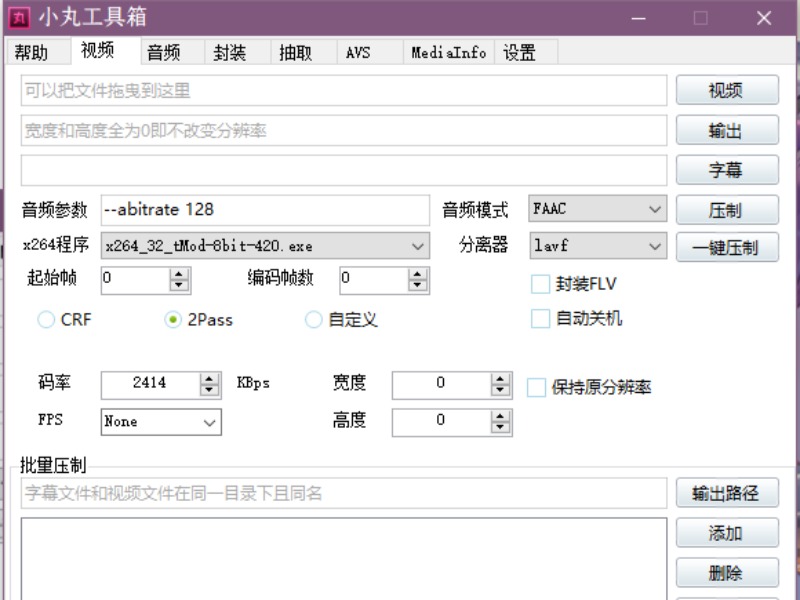 丸 小丸工具箱
帮助 视频 音频 封装 抽取 AVS MediaInfo 设置
可以把文件拖曳到这里 视频
宽度和高度全为0即不改变分辨率 输出
字幕
音频参数 --abitrate 128 音频模式 FAAC 压制
x264程序 x264_32_tMod-8bit-420.exe 分离器 lavf 一键压制
起始帧 0 编码帧数 0 封装FLV
CRF 2Pass 自定义 自动关机
码率 2414 KBps 宽度 0 保持原分辨率
FPS None 高度 0
批量压制
字幕文件和视频文件在同一目录下且同名 输出路径
添加
删除